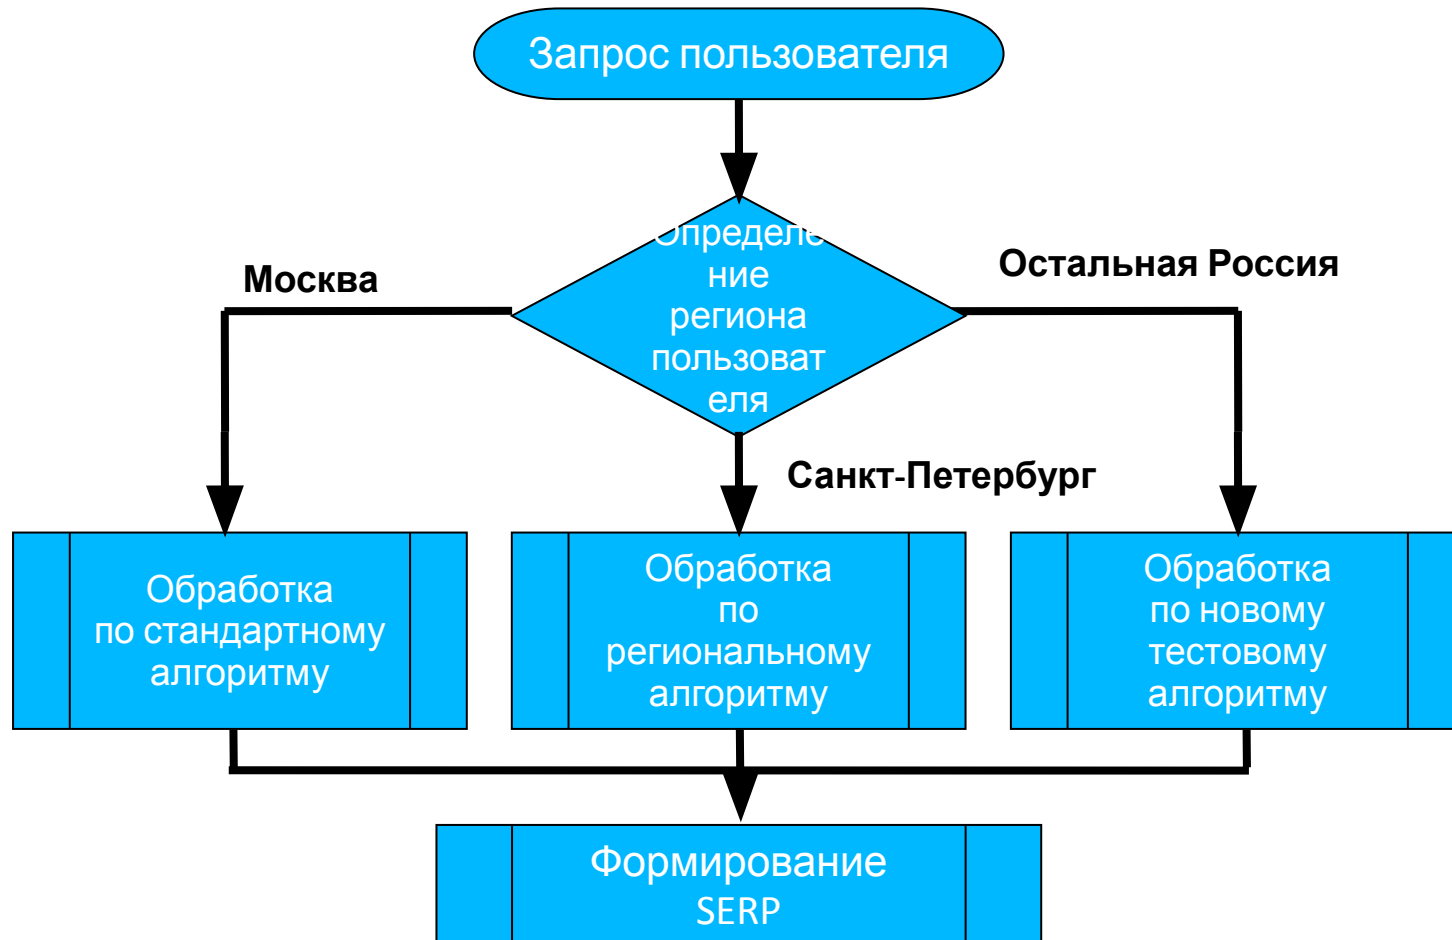 Запрос пользователя
Определе
ние
региона
пользоват
еля
Москва
Остальная Россия
Санкт-Петербург
Обработка
по стандартному
алгоритму
Обработка
по
региональному
алгоритму
Обработка
по новому
тестовому
алгоритму
Формирование
SERP